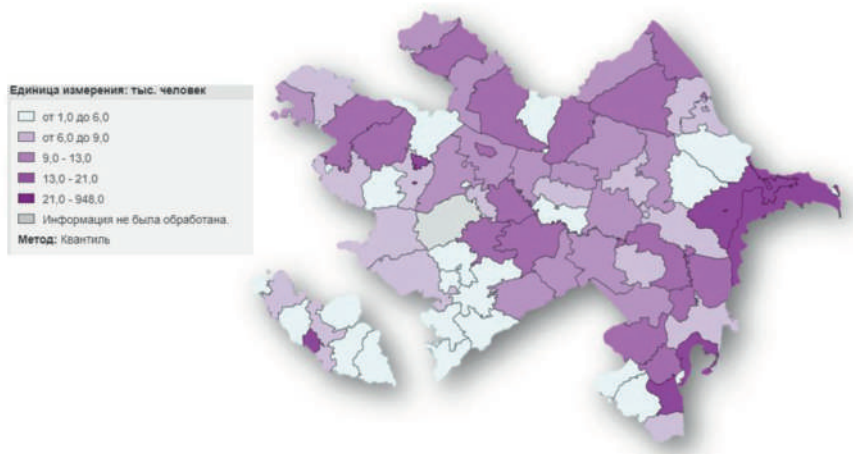 Единица измерения: тыс. человек
от 1,0 до 6,0
от 6,0 до 9,0
9,0 - 13,0
13,0 - 21,0
21,0 - 948,0
Информация не была обработана.
Метод: Квантиль